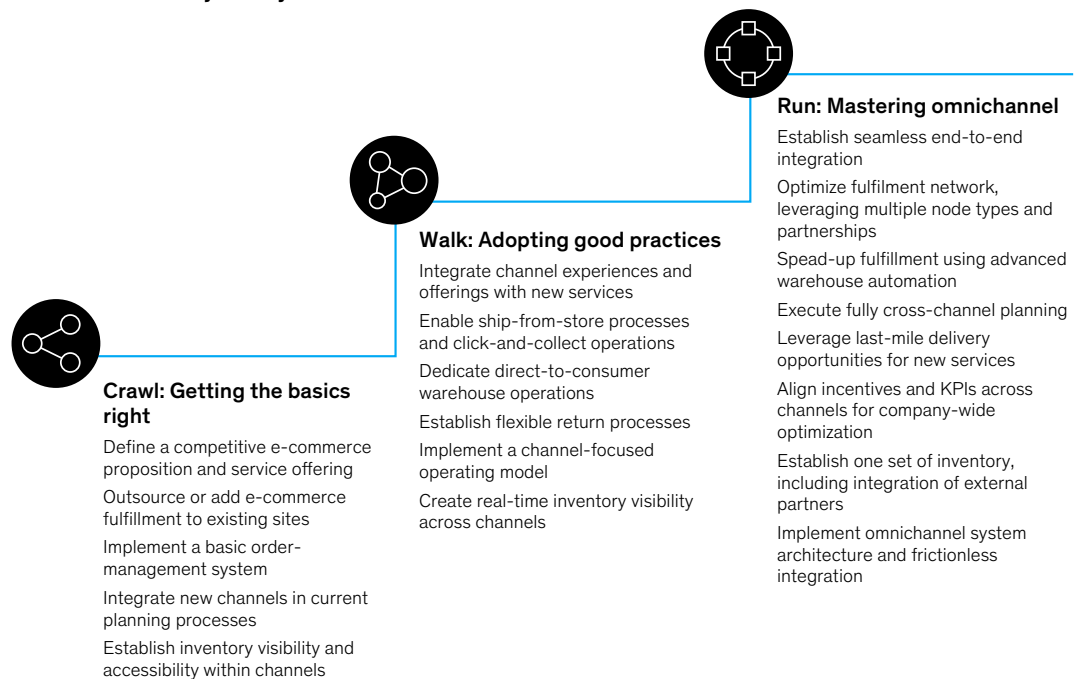 Crawl: Getting the basics
right
Define a competitive e-commerce
proposition and service offering
Outsource or add e-commerce
fulfillment to existing sites
Implement a basic order-
management system
Integrate new channels in current
planning processes
Establish inventory visibility and
accessibility within channels
Walk: Adopting good practices
Integrate channel experiences and
offerings with new services
Enable ship-from-store processes
and click-and-collect operations
Dedicate direct-to-consumer
warehouse operations
Establish flexible return processes
Implement a channel-focused
operating model
Create real-time inventory visibility
across channels
Run: Mastering omnichannel
Establish seamless end-to-end
integration
Optimize fulfilment network,
leveraging multiple node types and
partnerships
Spead-up fulfillment using advanced
warehouse automation
Execute fully cross-channel planning
Leverage last-mile delivery
opportunities for new services
Align incentives and KPIs across
channels for company-wide
optimization
Establish one set of inventory,
including integration of external
partners
Implement omnichannel system
architecture and frictionless
integration